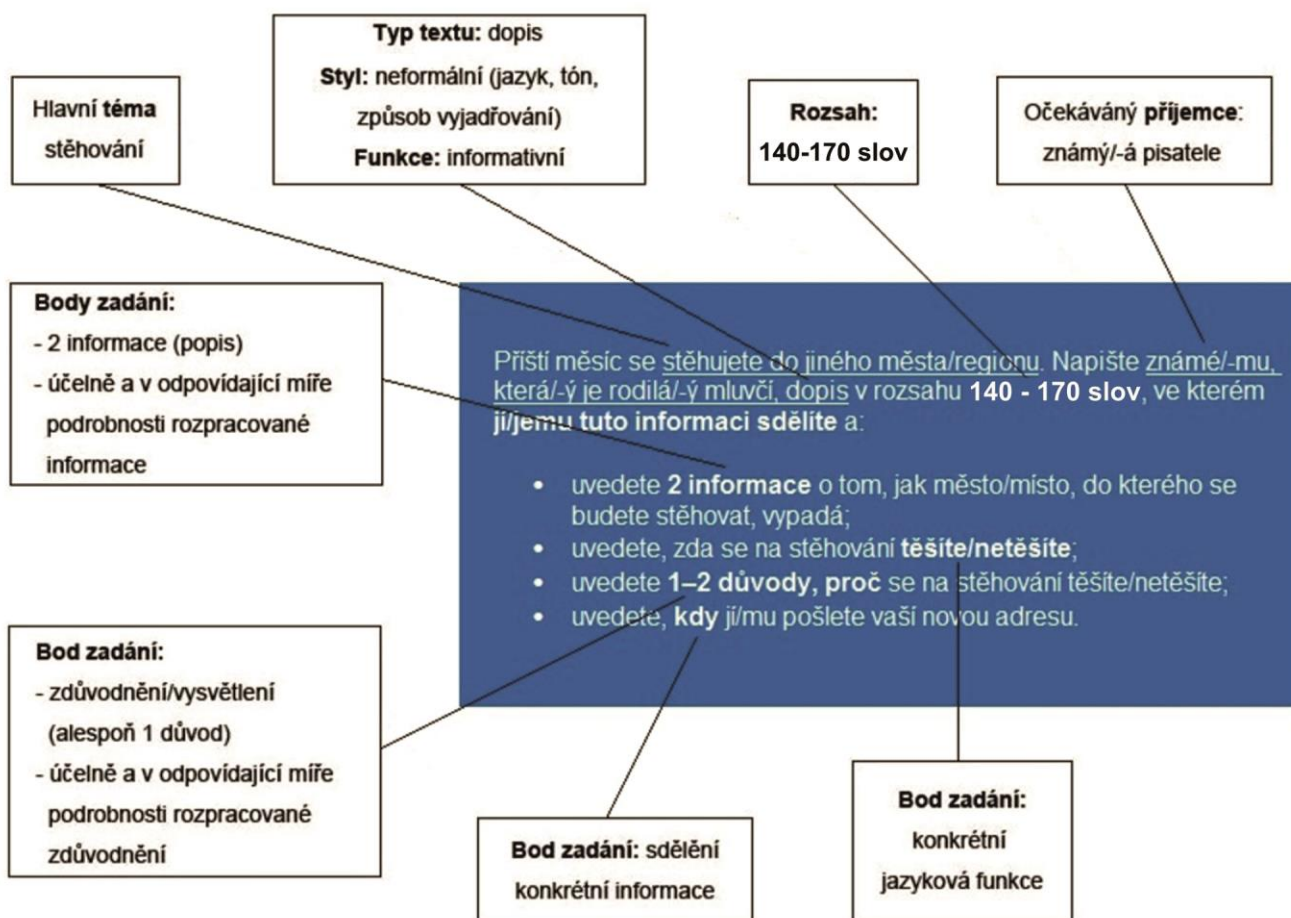 Typ textu: dopis
Styl: neformální (jazyk, tón,
způsob vyjadřování)
Funkce: informativní
Hlavní téma
stěhování
Rozsah:
140-170 slov
Očekáváný příjemce:
známý/-á pisatele
Body zadání:
- 2 informace (popis)
- účelně a v odpovídající míře
podrobnosti rozpracované
informace
Příští měsíc se stěhujete do jiného města/regionu. Napište známé/-mu,
která/-ý je rodilá/-ý mluvčí, dopis v rozsahu 140 - 170 slov, ve kterém
jí/jemu tuto informaci sdělíte a:
• uvedete 2 informace o tom, jak město/místo, do kterého se
budete stěhovat, vypadá;
• uvedete, zda se na stěhování těšíte/netěšíte;
• uvedete 1–2 důvody, proč se na stěhování těšíte/netěšíte;
• uvedete, kdy jí/mu pošlete vaší novou adresu.
Bod zadání:
- zdůvodnění/vysvětlení
(alespoň 1 důvod)
- účelně a v odpovídající míře
podrobnosti rozpracované
zdůvodnění
Bod zadání: sdělění
konkrétní informace
Bod zadání:
konkrétní
jazyková funkce